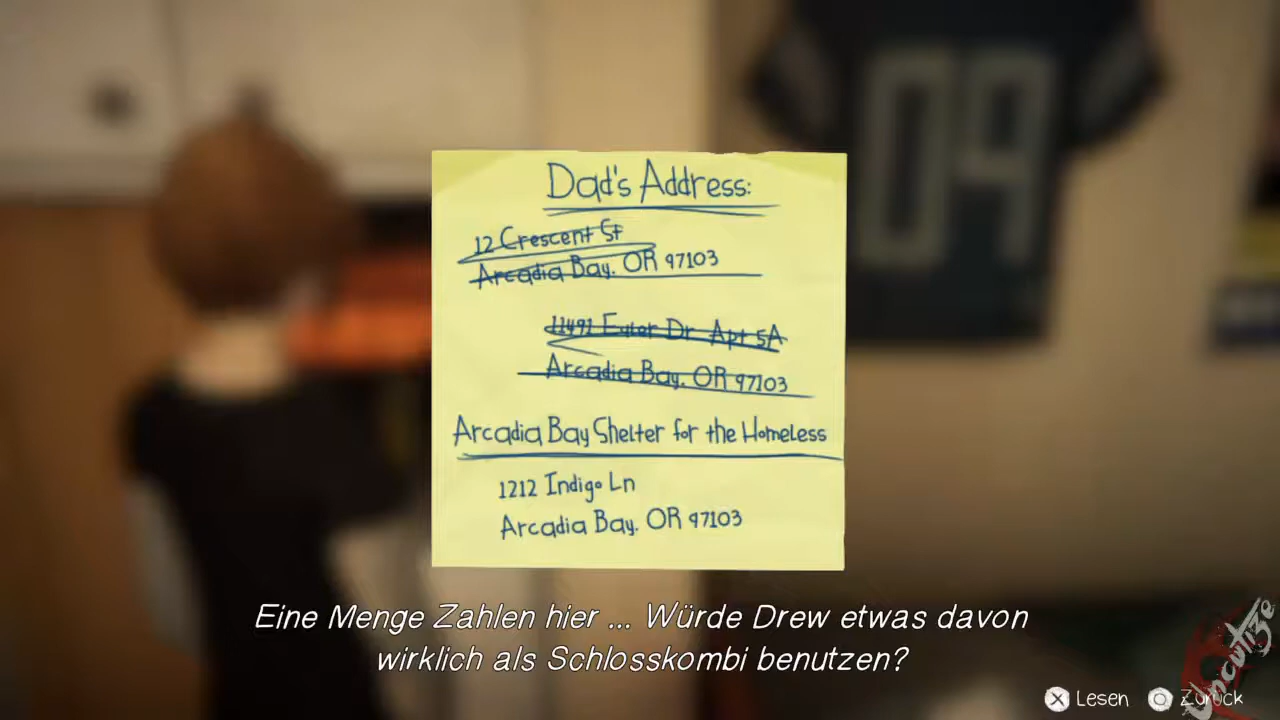 09
Dad's Address:
12 Crescent St
Arcadia Bay. OR 97103
11491 Dr Apt 5A
Arcadia Bay. OR 97103
Arcadia Bay Shelter for the Homeless
1212 Indigo Ln
Arcadia Bay. OR 97103
Eine Menge Zahlen hier ... Würde Drew etwas davon
wirklich als Schlosskombi benutzen?
Lesen Zurück